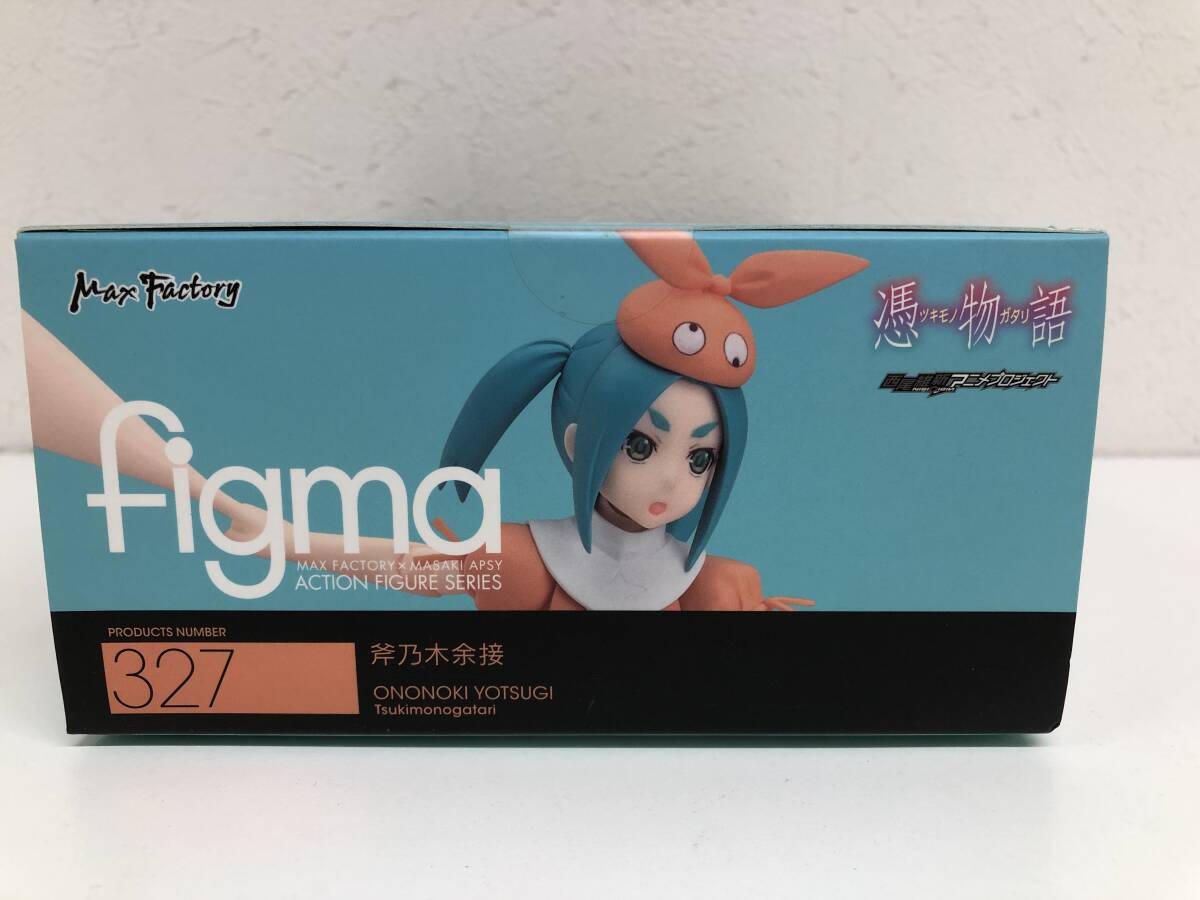 Max Factory
憑物語
ツキモノガタリ
西尾維新アニメプロジェクト
figma
MAX FACTORY × MASAKI APSY
ACTION FIGURE SERIES
PRODUCTS NUMBER
327
斧乃木余接
ONONOKI YOTSUGI
Tsukimonogatari